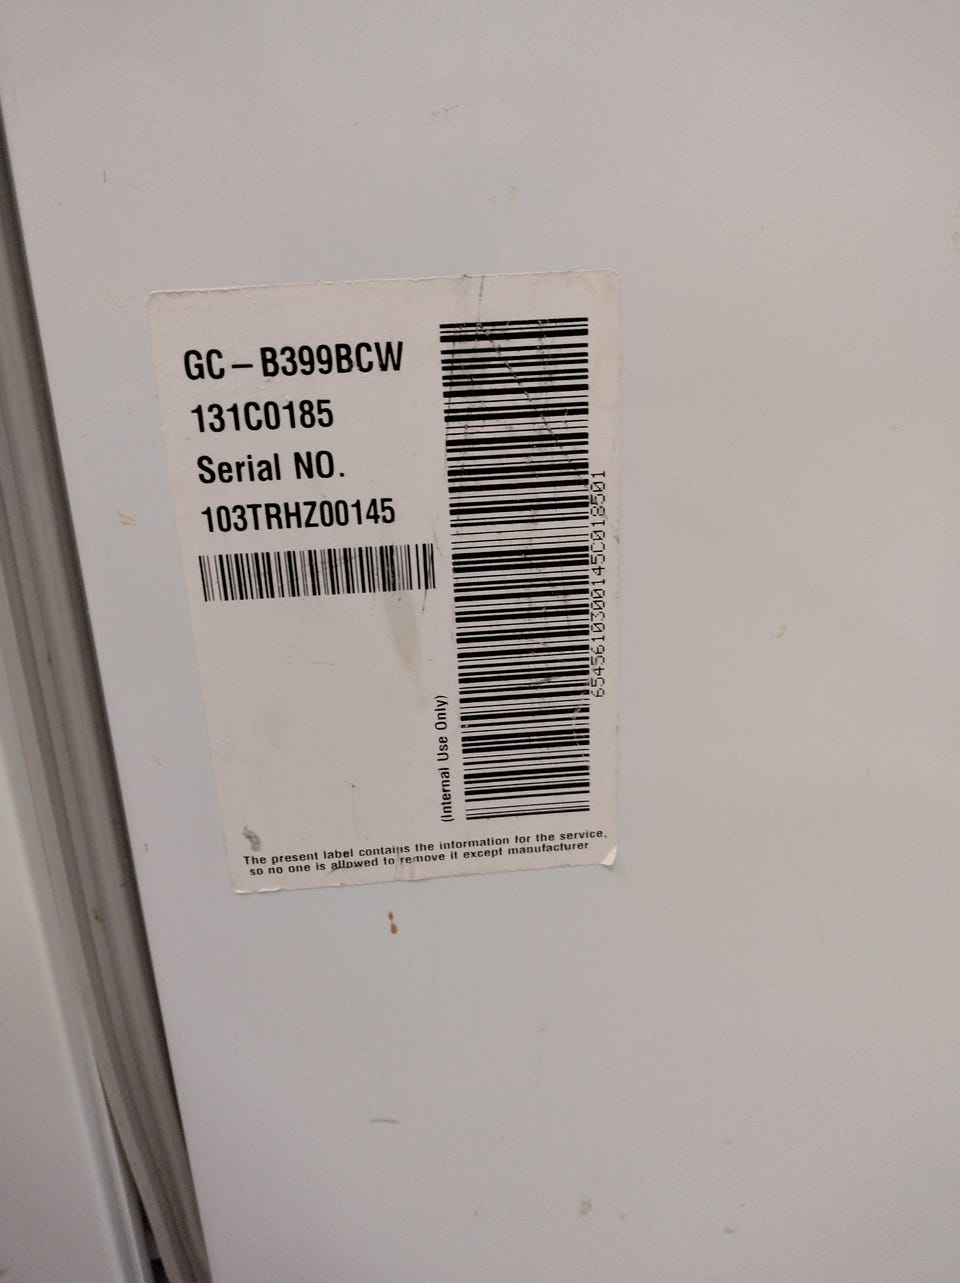 GC-B399BCW
131C0185
Serial NO.
103TRHZ00145
6545610300145C018501
(Internal Use Only)
The present label contains the information for the service,
so no one is allowed to remove it except manufacturer